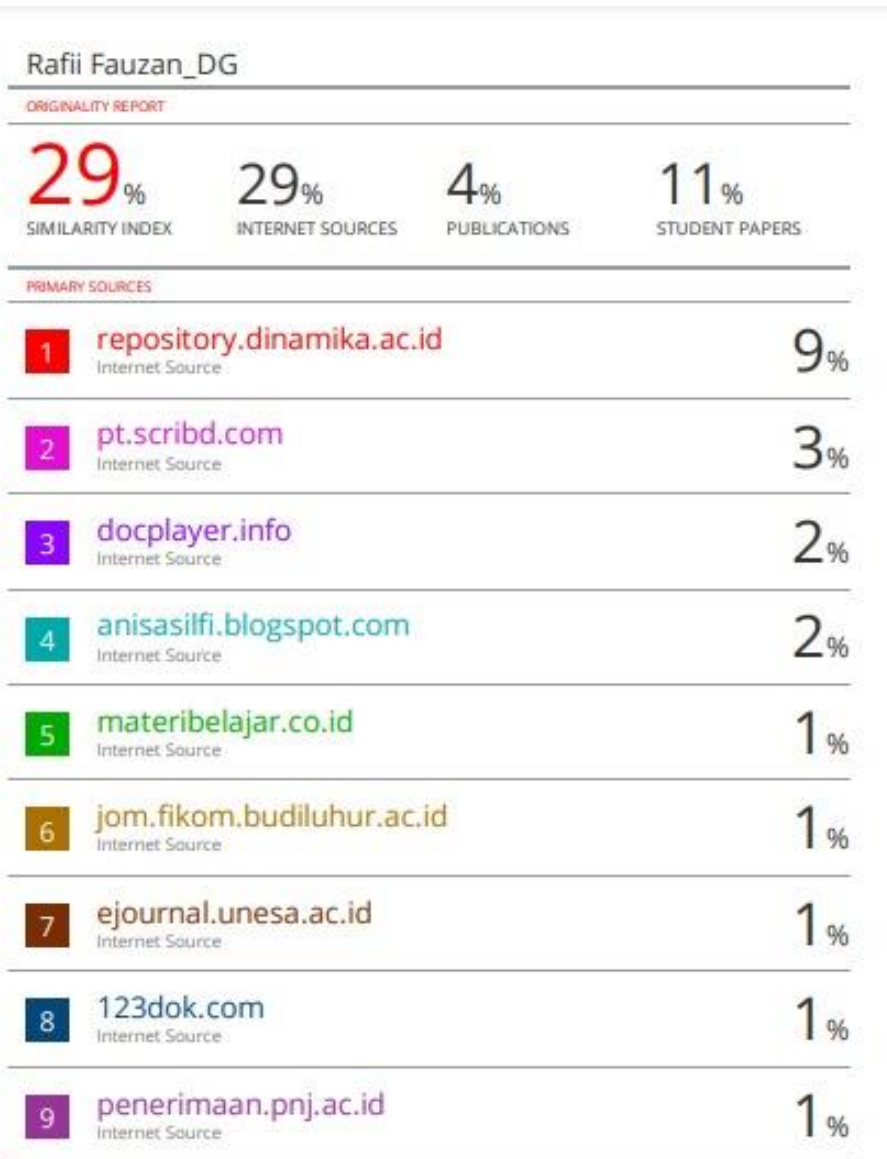 Rafii Fauzan_DG
ORIGINALITY REPORT
29% 29% 4% 11%
SIMILARITY INDEX INTERNET SOURCES PUBLICATIONS STUDENT PAPERS
PRIMARY SOURCES
1 repository.dinamika.ac.id 9%
Internet Source
2 pt.scribd.com 3%
Internet Source
3 docplayer.info 2%
Internet Source
4 anisasilfi.blogspot.com 2%
Internet Source
5 materibelajar.co.id 1%
Internet Source
6 jom.fikom.budiluhur.ac.id 1%
Internet Source
7 ejournal.unesa.ac.id 1%
Internet Source
8 123dok.com 1%
Internet Source
9 penerimaan.pnj.ac.id 1%
Internet Source